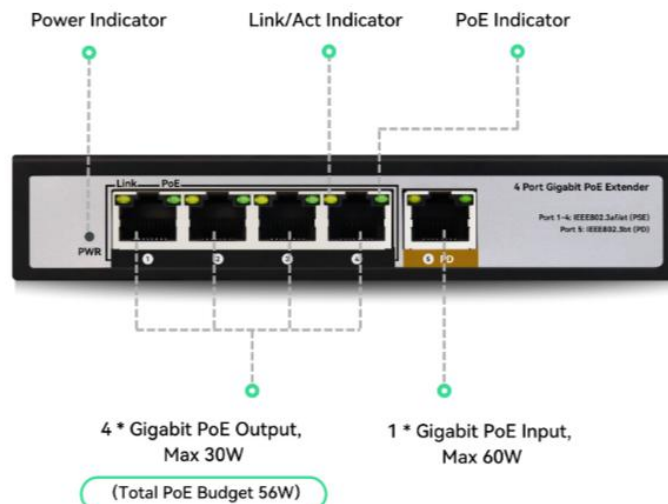 Power Indicator
Link/Act Indicator
PoE Indicator
Link
PoE
4 Port Gigabit PoE Extender
Port 1-4: IEEE802.3af/at (PSE)
Port 5: IEEE802.3bt (PD)
PWR
1
2
3
4
5 PD
4 * Gigabit PoE Output,
Max 30W
(Total PoE Budget 56W)
1 * Gigabit PoE Input,
Max 60W